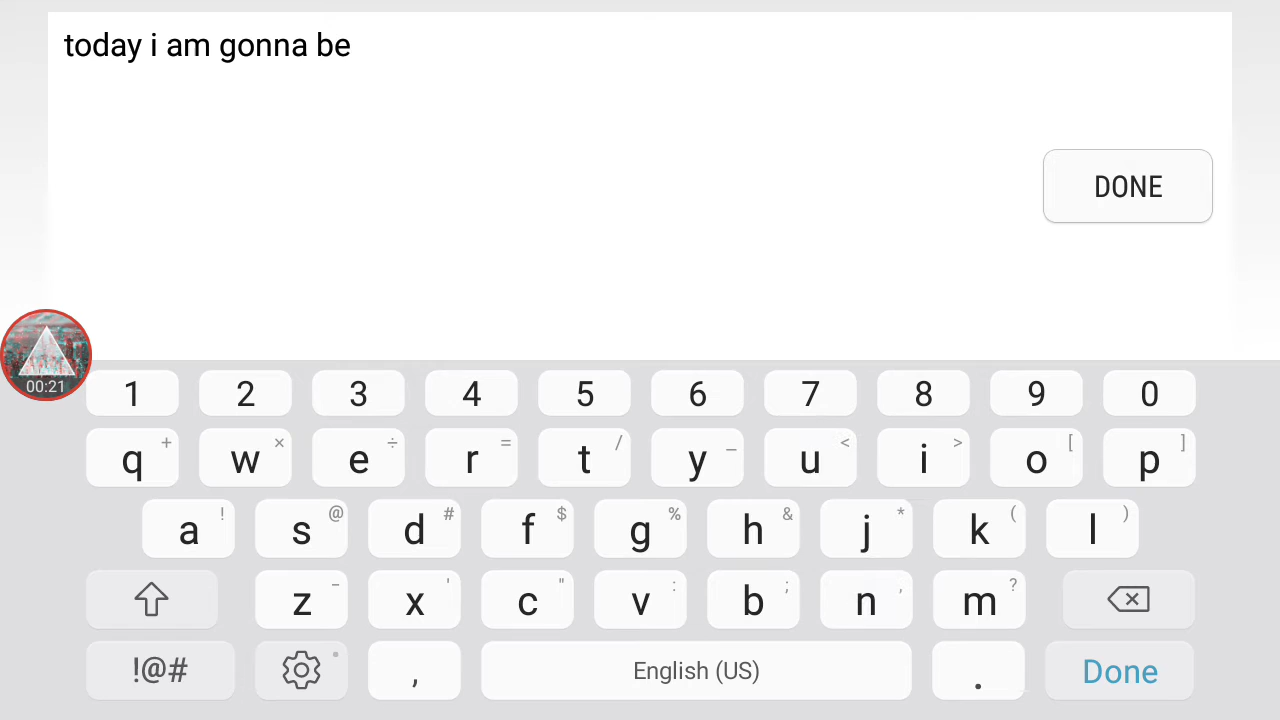 today i am gonna be
DONE
00:21
1 2 3 4 5 6 7 8 9 0
q + w × e ÷ r = t / y _ u < i > o [ p ]
a ! s @ d # f $ g % h & j * k ( l )
z - x ' c " v : b ; n , m ?
!@# , English (US) . Done